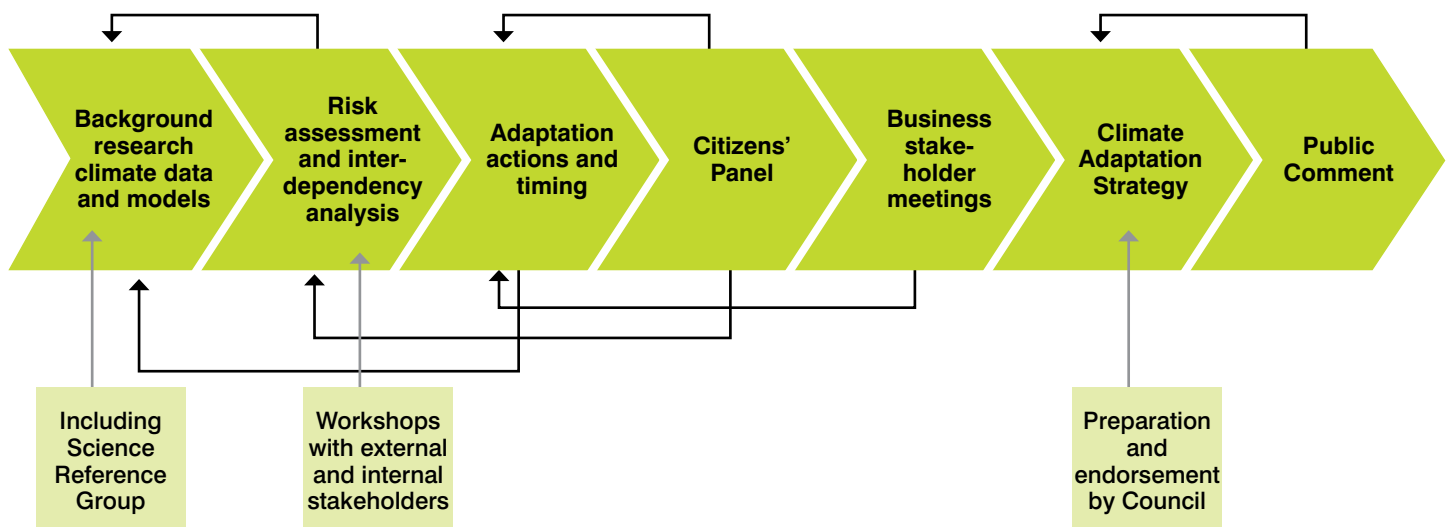 Background
research
climate data
and models
Risk
assessment
and inter-
dependency
analysis
Adaptation
actions and
timing
Citizens’
Panel
Business
stake-
holder
meetings
Climate
Adaptation
Strategy
Public
Comment
Including
Science
Reference
Group
Workshops
with external
and internal
stakeholders
Preparation
and
endorsement
by Council